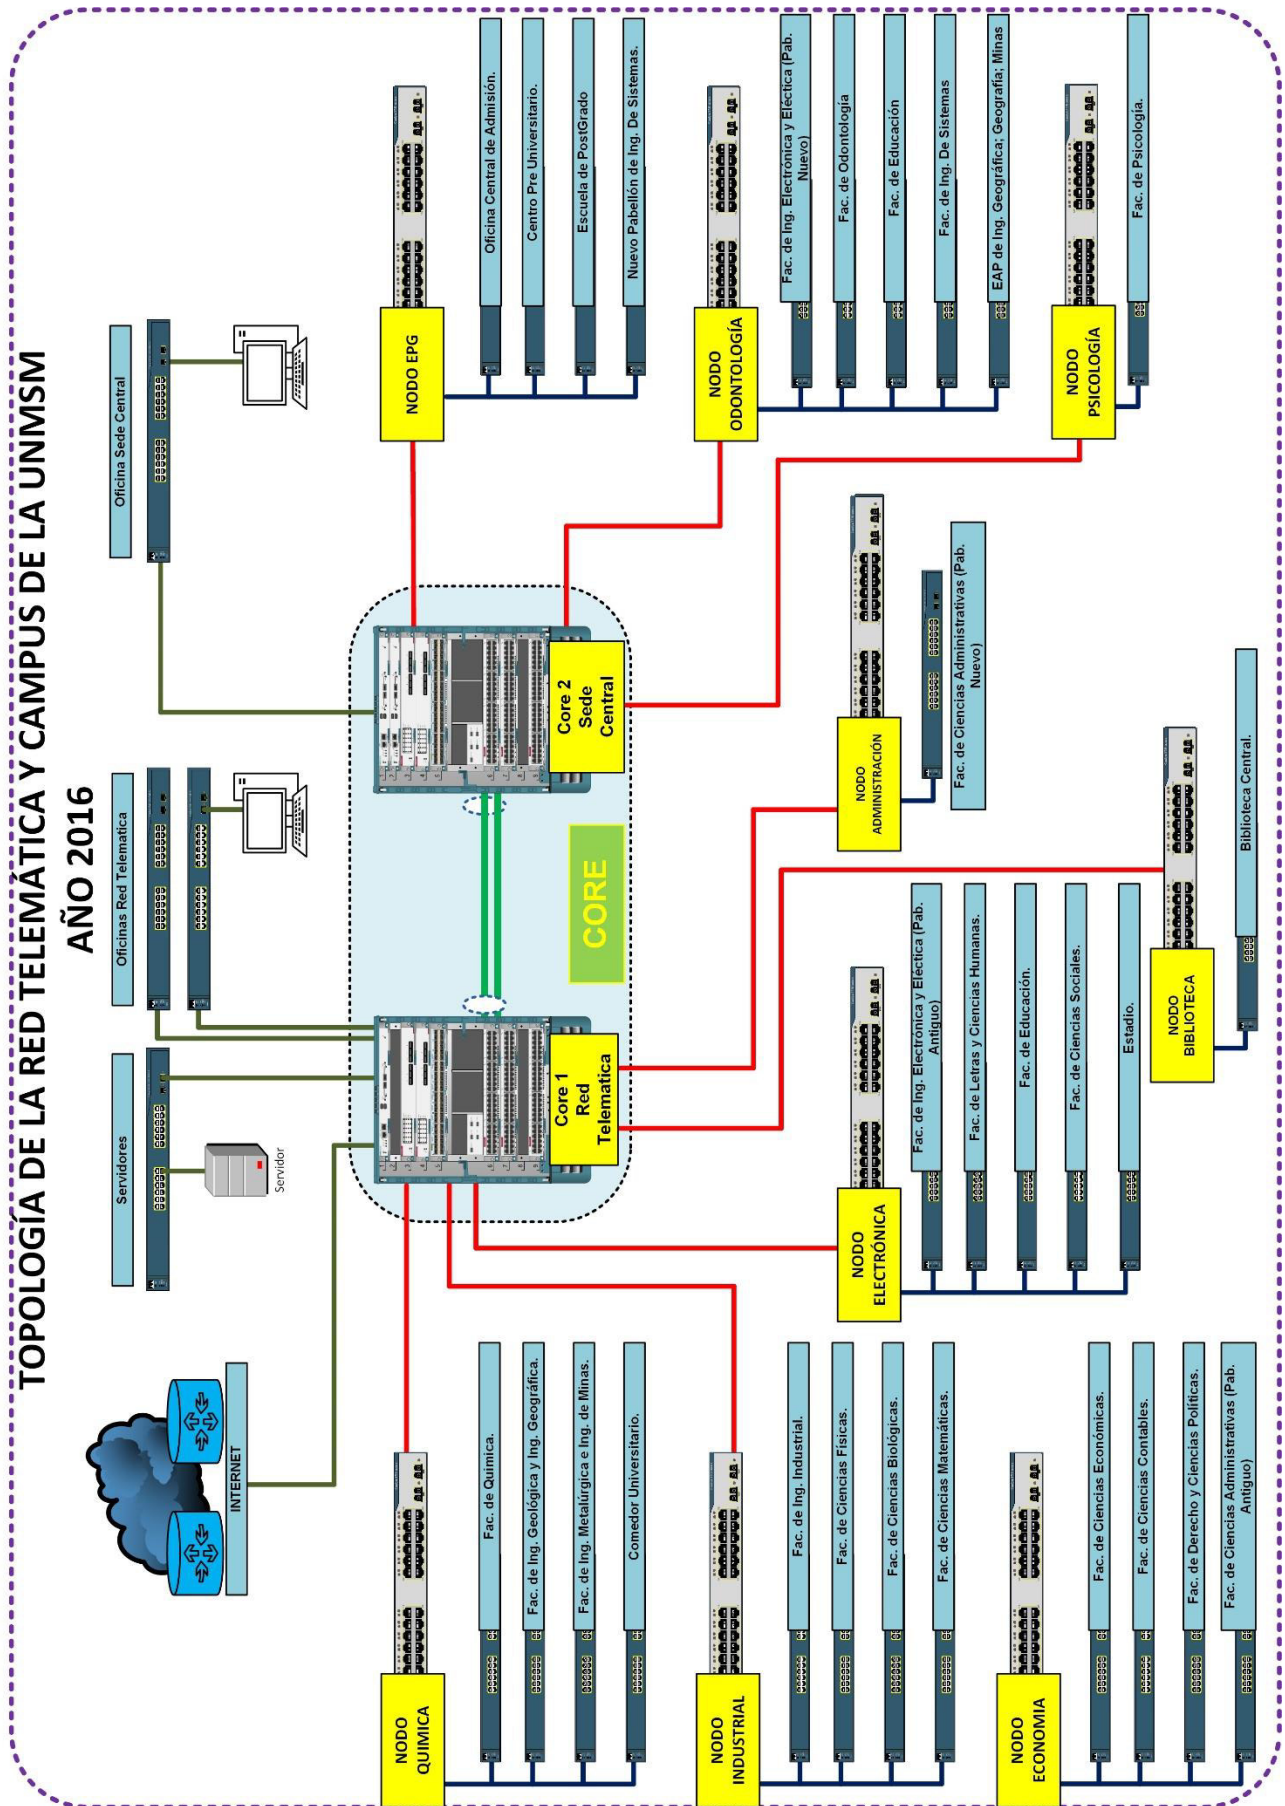 TOPOLOGÍA DE LA RED TELEMÁTICA Y CAMPUS DE LA UNMSM
AÑO 2016
INTERNET
Servidores
Servidor
Oficinas Red Telematica
Oficina Sede Central
Core 1
Red
Telematica
CORE
Core 2
Sede
Central
NODO
QUIMICA
Fac. de Quimica.
Fac. de Ing. Geológica y Ing. Geográfica.
Fac. de Ing. Metalúrgica e Ing. de Minas.
Comedor Universitario.
NODO EPG
Oficina Central de Admisión.
Centro Pre Universitario.
Escuela de PostGrado
Nuevo Pabellón de Ing. De Sistemas.
NODO
INDUSTRIAL
Fac. de Ing. Industrial.
Fac. de Ciencias Físicas.
Fac. de Ciencias Biológicas.
Fac. de Ciencias Matemáticas.
NODO
ELECTRÓNICA
Fac. de Ing. Electrónica y Eléctica (Pab.
Antiguo)
Fac. de Letras y Ciencias Humanas.
Fac. de Educación.
Fac. de Ciencias Sociales.
Estadio.
NODO
ADMINISTRACIÓN
Fac. de Ciencias Administrativas (Pab.
Nuevo)
NODO
ODONTOLOGÍA
Fac. de Ing. Electrónica y Eléctica (Pab.
Nuevo)
Fac. de Odontología
Fac. de Educación
Fac. de Ing. De Sistemas
EAP de Ing. Geográfica; Geografía; Minas
NODO
ECONOMIA
Fac. de Ciencias Económicas.
Fac. de Ciencias Contables.
Fac. de Derecho y Ciencias Políticas.
Fac. de Ciencias Administrativas (Pab.
Antiguo)
NODO
BIBLIOTECA
Biblioteca Central.
NODO
PSICOLOGÍA
Fac. de Psicología.